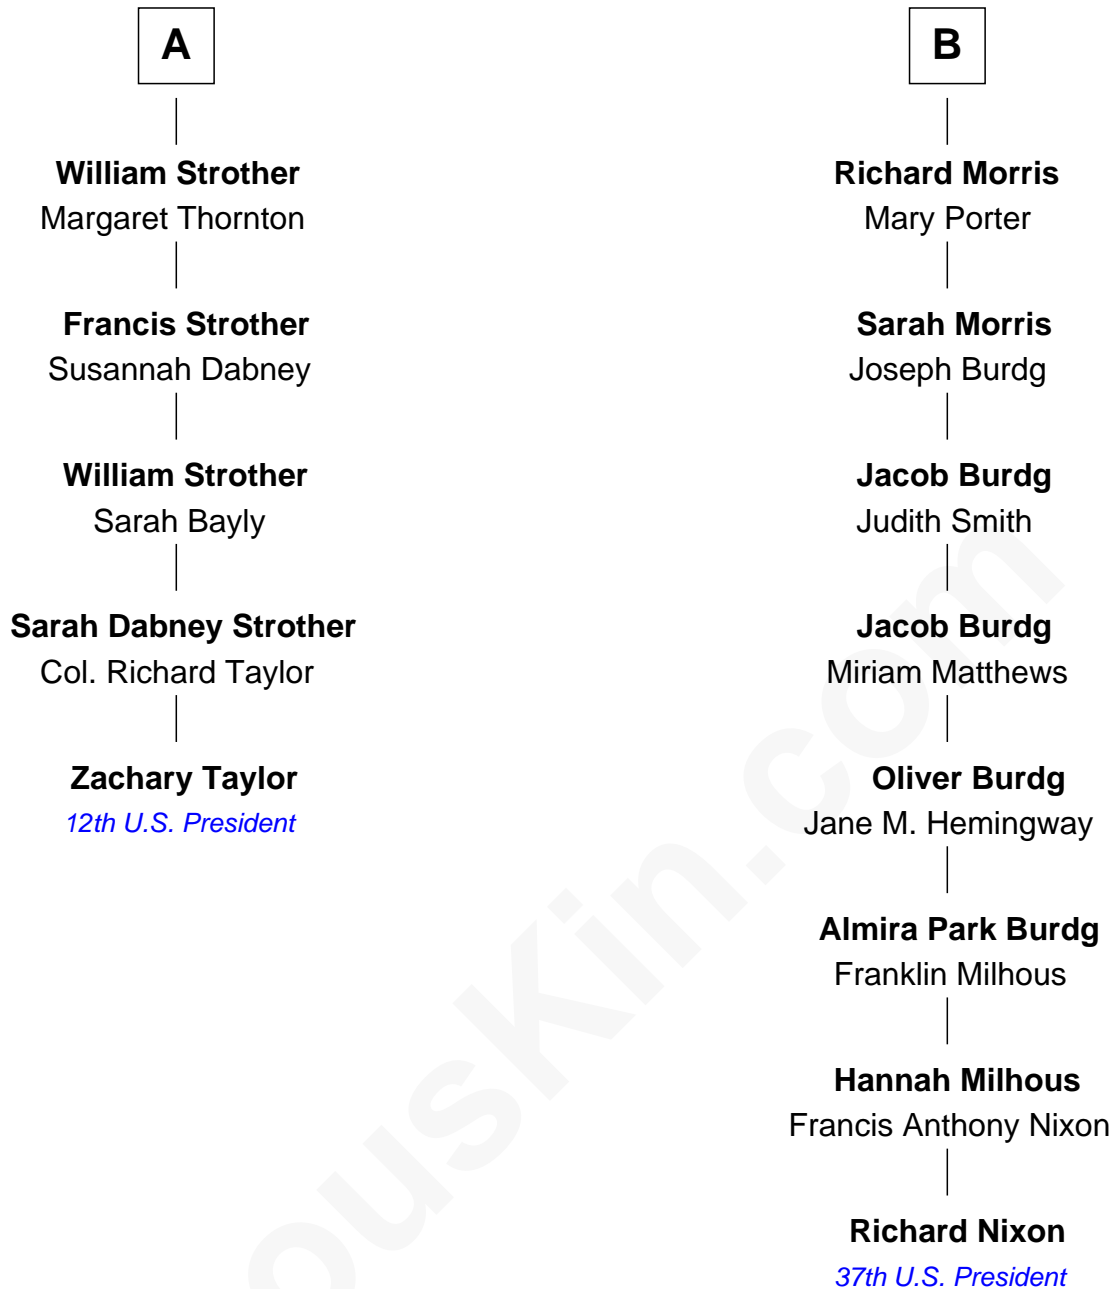 A
William Strother
Margaret Thornton
Francis Strother
Susannah Dabney
William Strother
Sarah Bayly
Sarah Dabney Strother
Col. Richard Taylor
Zachary Taylor
12th U.S. President
B
Richard Morris
Mary Porter
Sarah Morris
Joseph Burdg
Jacob Burdg
Judith Smith
Jacob Burdg
Miriam Matthews
Oliver Burdg
Jane M. Hemingway
Almira Park Burdg
Franklin Milhous
Hannah Milhous
Francis Anthony Nixon
Richard Nixon
37th U.S. President
ousKin.com